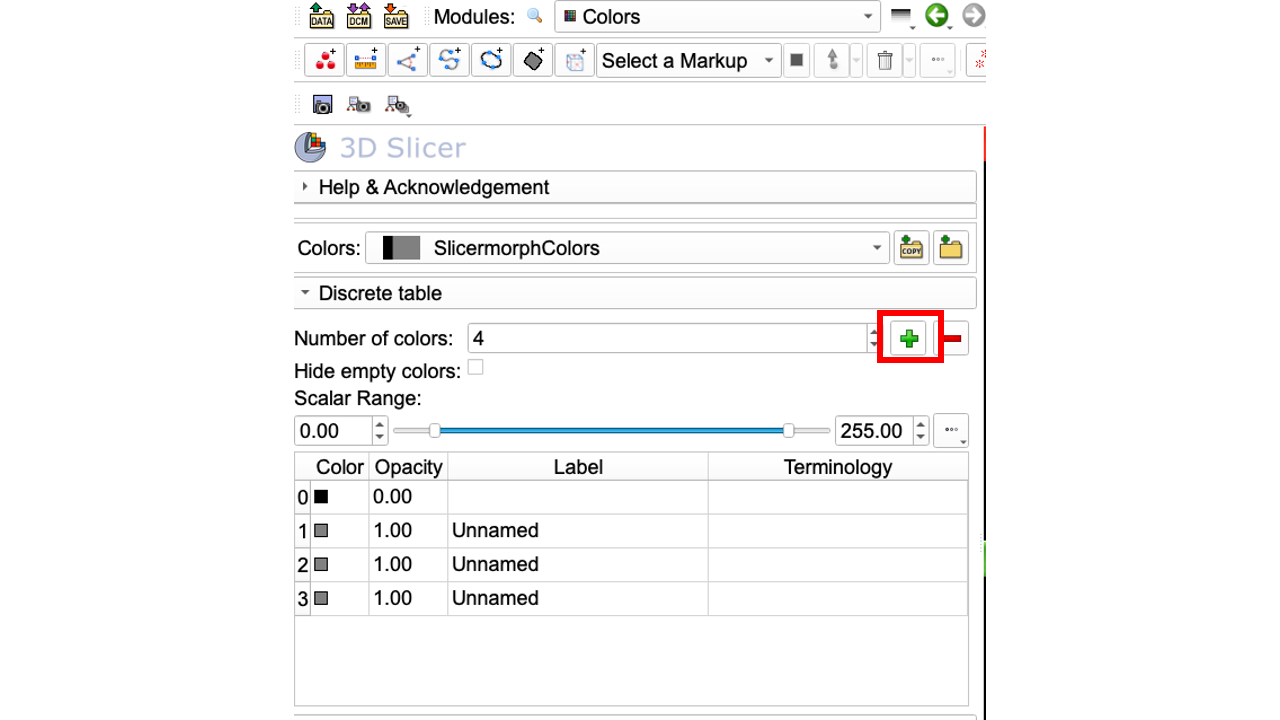 DATA DCM SAVE Modules: Colors
Select a Markup
3D Slicer
Help & Acknowledgement
Colors: SlicermorphColors COPY
Discrete table
Number of colors: 4
Hide empty colors:
Scalar Range:
0.00 255.00
Color Opacity Label Terminology
0 0.00
1 1.00 Unnamed
2 1.00 Unnamed
3 1.00 Unnamed